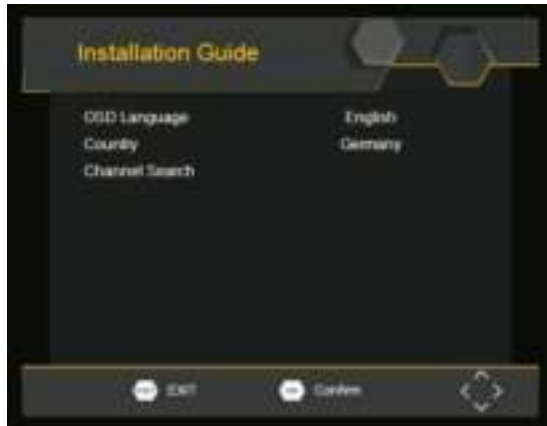 Installation Guide
OSD Language English
Country Germany
Channel Search
EXIT Confirm